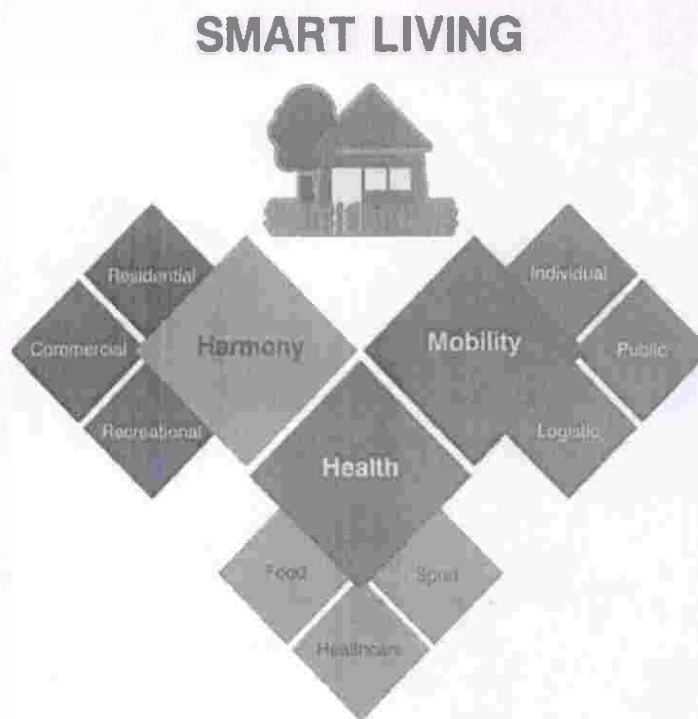 SMART LIVING
Residential
Commercial
Recreational
Harmony
Mobility
Individual
Public
Logistic
Health
Food
Sport
Healthcare